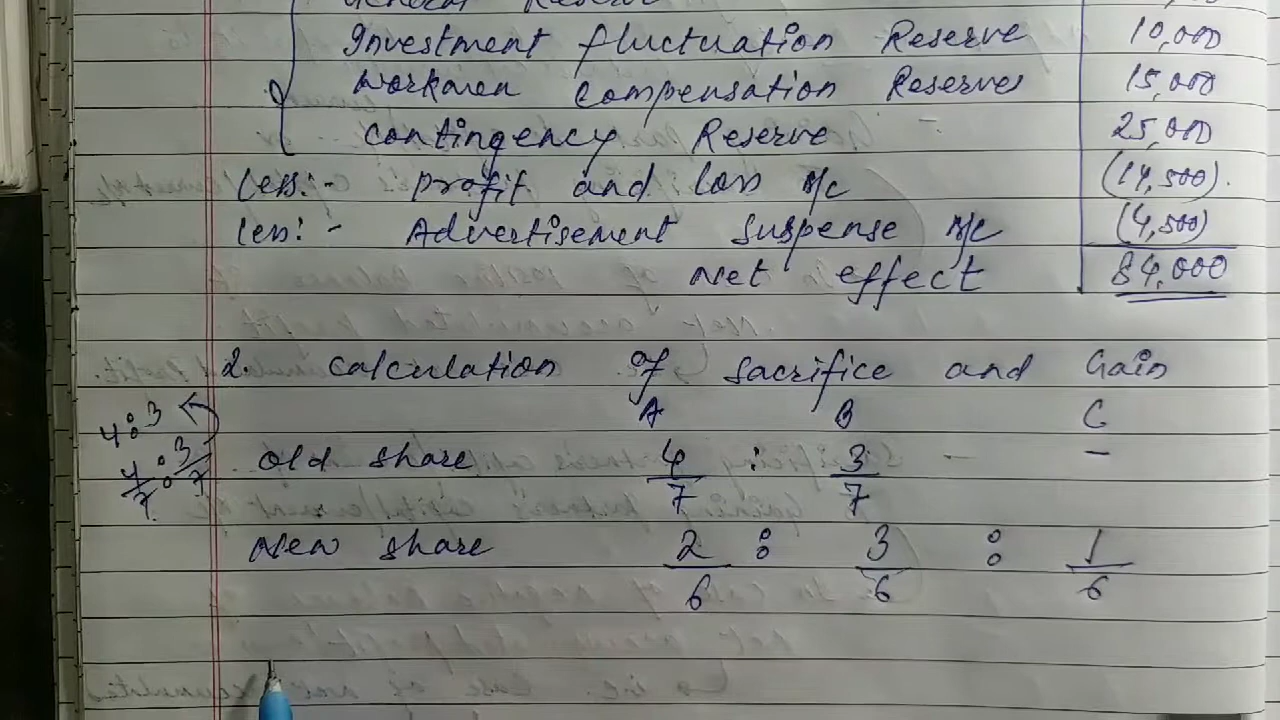 General Reserve
Investment fluctuation Reserve 10,000
Workmen compensation Reserve 15,000
contingency Reserve 25,000
Less:- profit and loss A/c (14,500).
Less:- Advertisement Suspense A/c (4,500)
Net effect 84,000
2. calculation of Sacrifice and Gain
A B C
4:3
old share 4/7 : 3/7 - -
4/7 : 3/7
New share 2/6 : 3/6 : 1/6